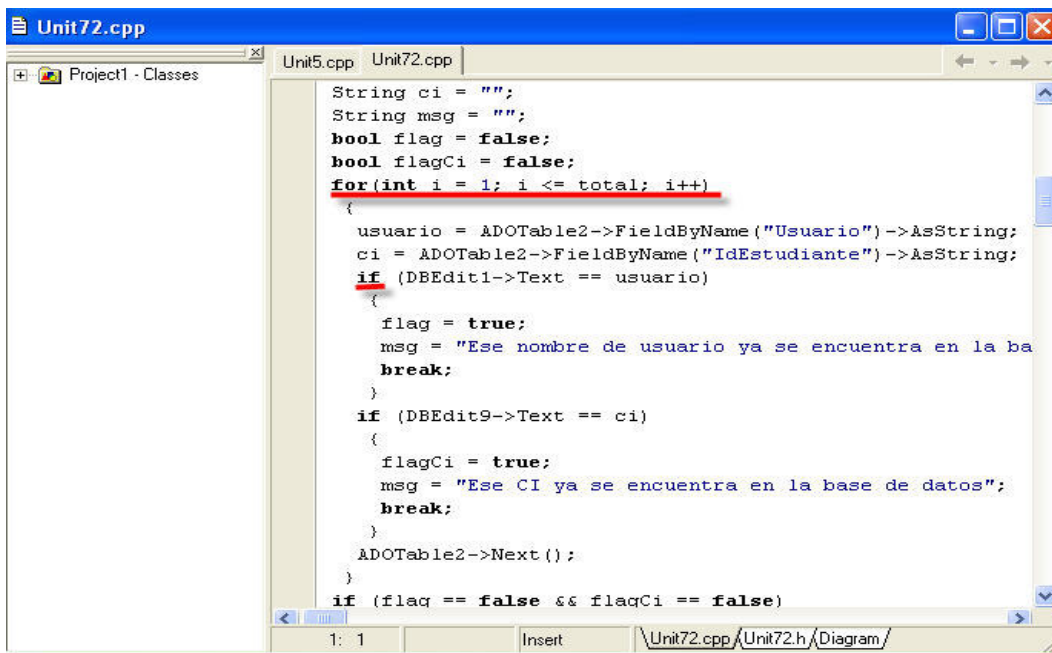 Unit72.cpp
Project1 - Classes
Unit5.cpp Unit72.cpp
String ci = "";
String msg = "";
bool flag = false;
bool flagCi = false;
for(int i = 1; i <= total; i++)
{
usuario = ADOTable2->FieldByName("Usuario")->AsString;
ci = ADOTable2->FieldByName("IdEstudiante")->AsString;
if (DBEdit1->Text == usuario)
{
flag = true;
msg = "Ese nombre de usuario ya se encuentra en la ba
break;
}
if (DBEdit9->Text == ci)
{
flagCi = true;
msg = "Ese CI ya se encuentra en la base de datos";
break;
}
ADOTable2->Next();
}
if (flag == false && flagCi == false)
1: 1 Insert \Unit72.cpp/Unit72.h/Diagram/